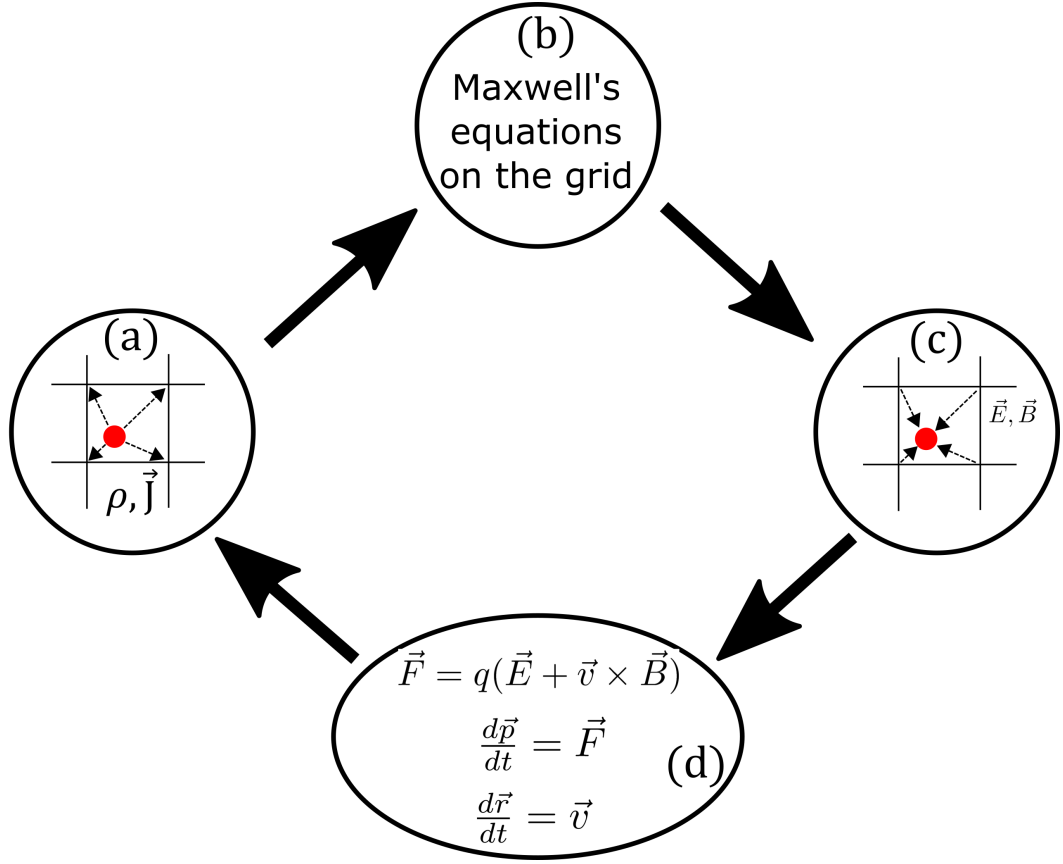 (b)
Maxwell's
equations
on the grid
(a)
ρ, J⃗
(c)
E⃗, B⃗
F⃗ = q(E⃗ + v⃗ × B⃗)
dp⃗/dt = F⃗
(d)
dr⃗/dt = v⃗